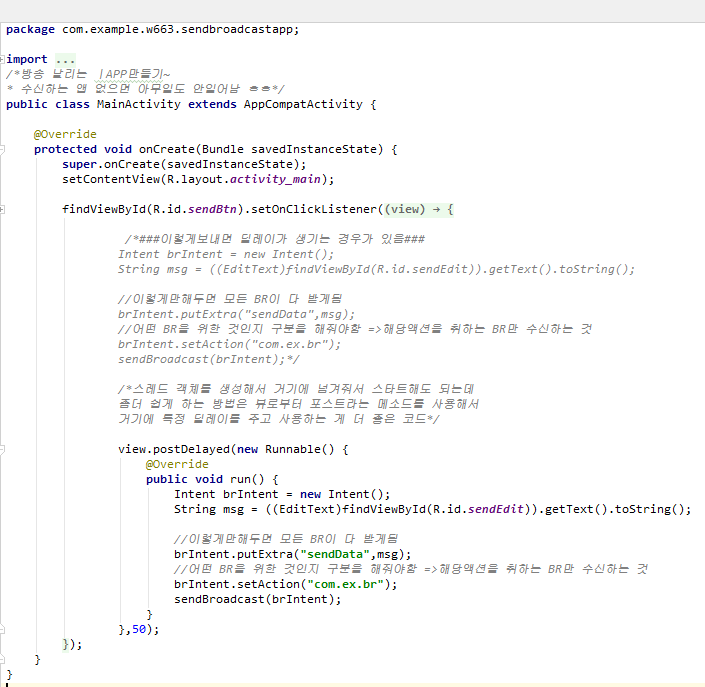 package com.example.w663.sendbroadcastapp;
import ...
/*방송 날리는 ㅣAPP만들기~
* 수신하는 앱 없으면 아무일도 안일어남 ㅎㅎ*/
public class MainActivity extends AppCompatActivity {
@Override
protected void onCreate(Bundle savedInstanceState) {
super.onCreate(savedInstanceState);
setContentView(R.layout.activity_main);
findViewById(R.id.sendBtn).setOnClickListener((view) → {
/*###이렇게보내면 딜레이가 생기는 경우가 있음###
Intent brIntent = new Intent();
String msg = ((EditText)findViewById(R.id.sendEdit)).getText().toString();
//이렇게만해두면 모든 BR이 다 받게됨
brIntent.putExtra("sendData",msg);
//어떤 BR을 위한 것인지 구분을 해줘야함 =>해당액션을 취하는 BR만 수신하는 것
brIntent.setAction("com.ex.br");
sendBroadcast(brIntent);*/
/*스레드 객체를 생성해서 거기에 넘겨줘서 스타트해도 되는데
좀더 쉽게 하는 방법은 뷰로부터 포스트라는 메소드를 사용해서
거기에 특정 딜레이를 주고 사용하는 게 더 좋은 코드*/
view.postDelayed(new Runnable() {
@Override
public void run() {
Intent brIntent = new Intent();
String msg = ((EditText)findViewById(R.id.sendEdit)).getText().toString();
//이렇게만해두면 모든 BR이 다 받게됨
brIntent.putExtra("sendData",msg);
//어떤 BR을 위한 것인지 구분을 해줘야함 =>해당액션을 취하는 BR만 수신하는 것
brIntent.setAction("com.ex.br");
sendBroadcast(brIntent);
}
},50);
});
}
}